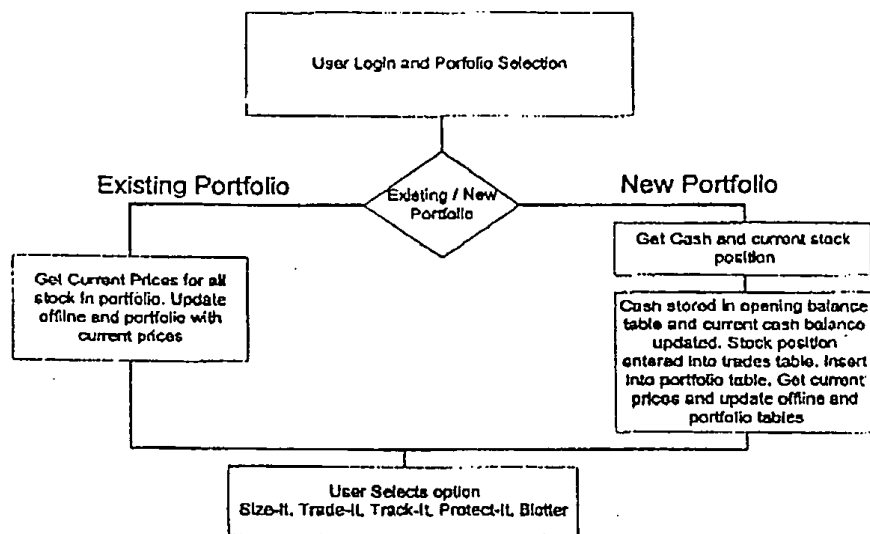 User Login and Porfolio Selection
Existing Portfolio
Existing / New
Portfolio
New Portfolio
Get Cash and current stock
position
Get Current Prices for all
stock in portfolio. Update
offline and portfolio with
current prices
Cash stored in opening balance
table and current cash balance
updated. Stock position
entered into trades table. Insert
into portfolio table. Get current
prices and update offline and
portfolio tables
User Selects option
Size-It, Trade-It, Track-It, Protect-It, Blotter